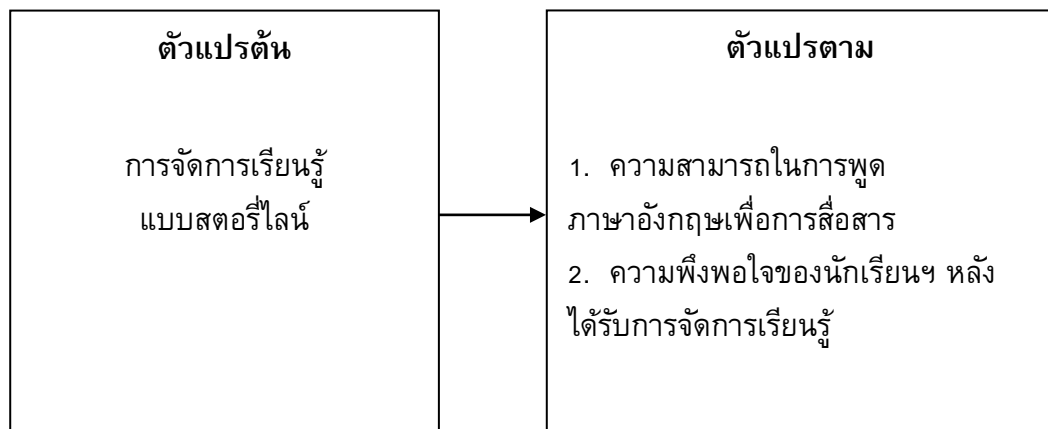 ตัวแปรต้น
การจัดการเรียนรู้
แบบสตอรี่ไลน์
ตัวแปรตาม
1. ความสามารถในการพูด
ภาษาอังกฤษเพื่อการสื่อสาร
2. ความพึงพอใจของนักเรียนฯ หลัง
ได้รับการจัดการเรียนรู้